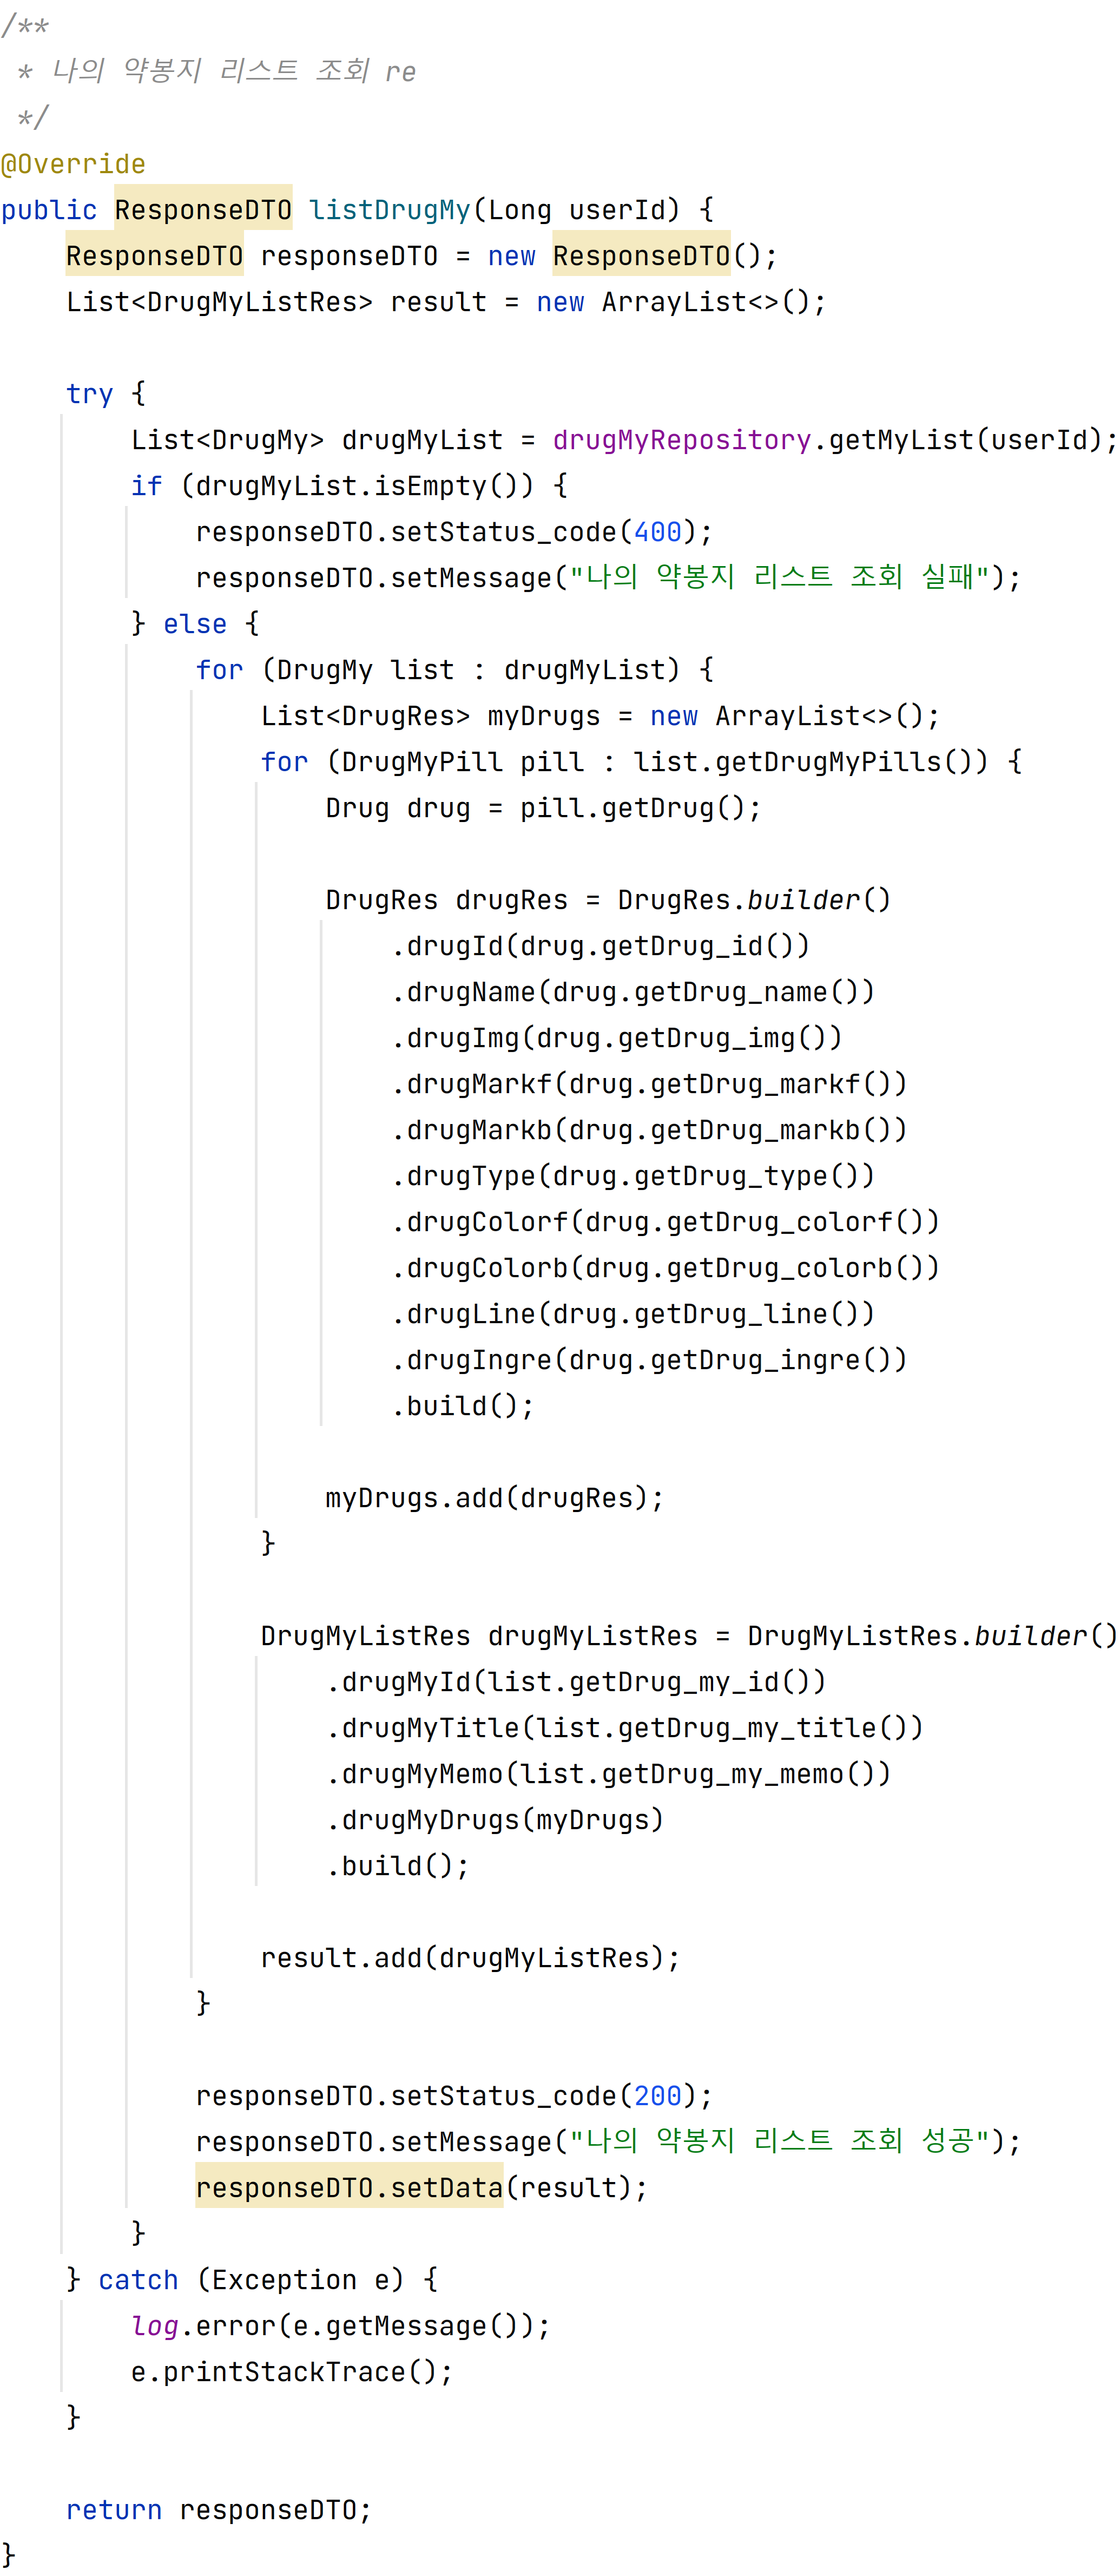 /**
 * 나의 약봉지 리스트 조회 re
 */
@Override
public ResponseDTO listDrugMy(Long userId) {
    ResponseDTO responseDTO = new ResponseDTO();
    List<DrugMyListRes> result = new ArrayList<>();

    try {
        List<DrugMy> drugMyList = drugMyRepository.getMyList(userId);
        if (drugMyList.isEmpty()) {
            responseDTO.setStatus_code(400);
            responseDTO.setMessage("나의 약봉지 리스트 조회 실패");
        } else {
            for (DrugMy list : drugMyList) {
                List<DrugRes> myDrugs = new ArrayList<>();
                for (DrugMyPill pill : list.getDrugMyPills()) {
                    Drug drug = pill.getDrug();

                    DrugRes drugRes = DrugRes.builder()
                        .drugId(drug.getDrug_id())
                        .drugName(drug.getDrug_name())
                        .drugImg(drug.getDrug_img())
                        .drugMarkf(drug.getDrug_markf())
                        .drugMarkb(drug.getDrug_markb())
                        .drugType(drug.getDrug_type())
                        .drugColorf(drug.getDrug_colorf())
                        .drugColorb(drug.getDrug_colorb())
                        .drugLine(drug.getDrug_line())
                        .drugIngre(drug.getDrug_ingre())
                        .build();

                    myDrugs.add(drugRes);
                }

                DrugMyListRes drugMyListRes = DrugMyListRes.builder()
                    .drugMyId(list.getDrug_my_id())
                    .drugMyTitle(list.getDrug_my_title())
                    .drugMyMemo(list.getDrug_my_memo())
                    .drugMyDrugs(myDrugs)
                    .build();

                result.add(drugMyListRes);
            }

            responseDTO.setStatus_code(200);
            responseDTO.setMessage("나의 약봉지 리스트 조회 성공");
            responseDTO.setData(result);
        }
    } catch (Exception e) {
        log.error(e.getMessage());
        e.printStackTrace();
    }

    return responseDTO;
}